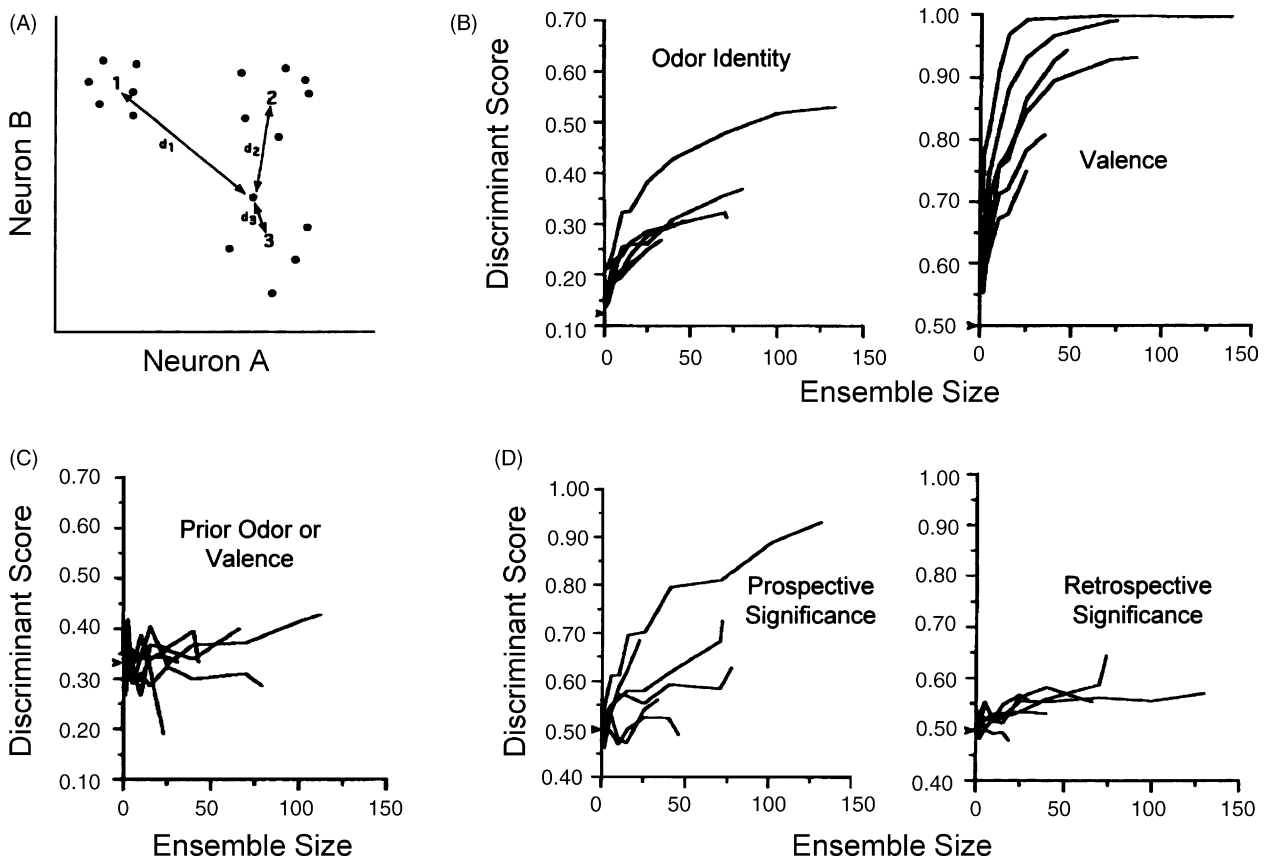 (A)
1
2
d1
d2
d3
3
Neuron B
Neuron A
(B)
Discriminant Score
0.70
0.60
0.50
0.40
0.30
0.20
0.10
Odor Identity
0 50 100 150
1.00
0.90
0.80
0.70
0.60
0.50
Valence
0 50 100 150
Ensemble Size
(C)
Discriminant Score
0.70
0.60
0.50
0.40
0.30
0.20
0.10
Prior Odor or
Valence
0 50 100 150
Ensemble Size
(D)
Discriminant Score
1.00
0.90
0.80
0.70
0.60
0.50
0.40
Prospective
Significance
0 50 100 150
1.00
0.90
0.80
0.70
0.60
0.50
0.40
Retrospective
Significance
0 50 100 150
Ensemble Size